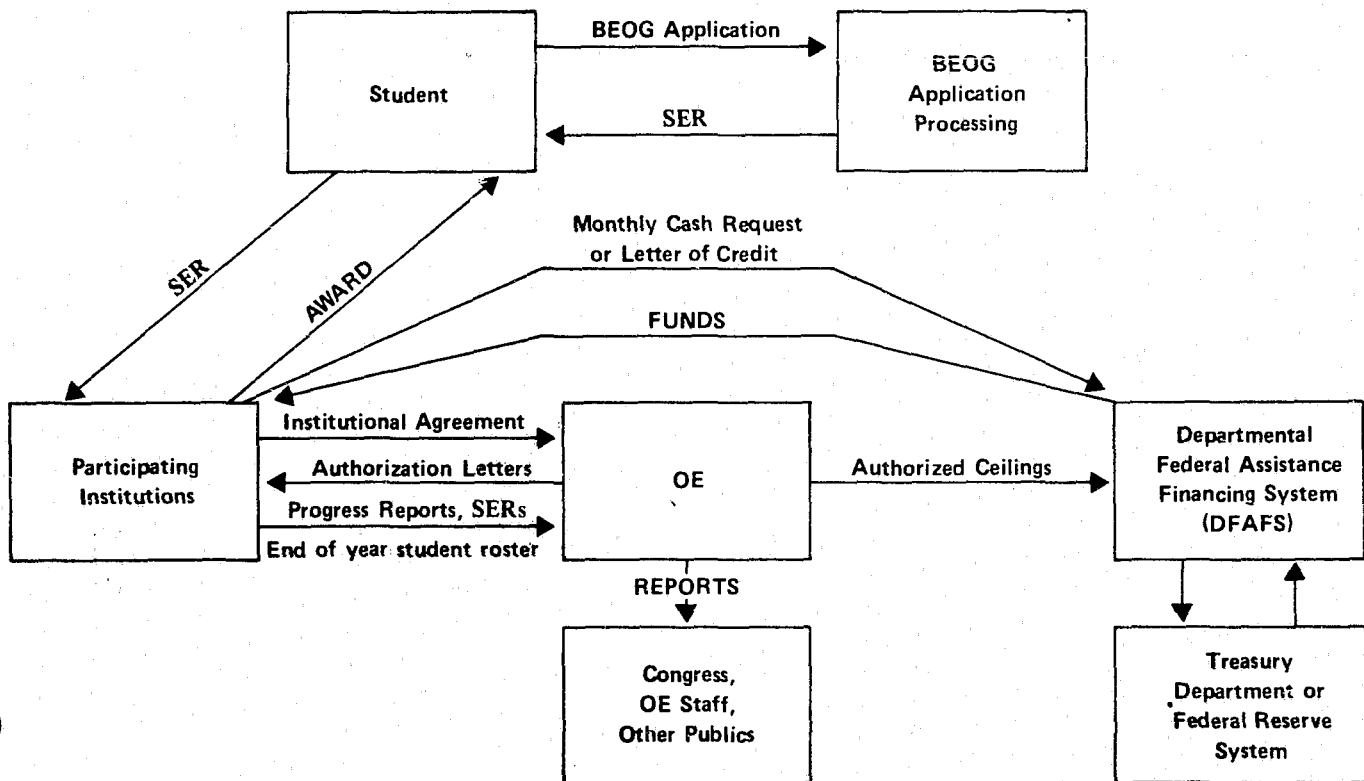 BEOG Application
Student
BEOG
Application
Processing
SER
Monthly Cash Request
or Letter of Credit
SER
AWARD
FUNDS
Participating
Institutions
Institutional Agreement
Authorization Letters
Progress Reports, SERs
End of year student roster
OE
Authorized Ceilings
Departmental
Federal Assistance
Financing System
(DFAFS)
REPORTS
Congress,
OE Staff,
Other Publics
Treasury
Department or
Federal Reserve
System